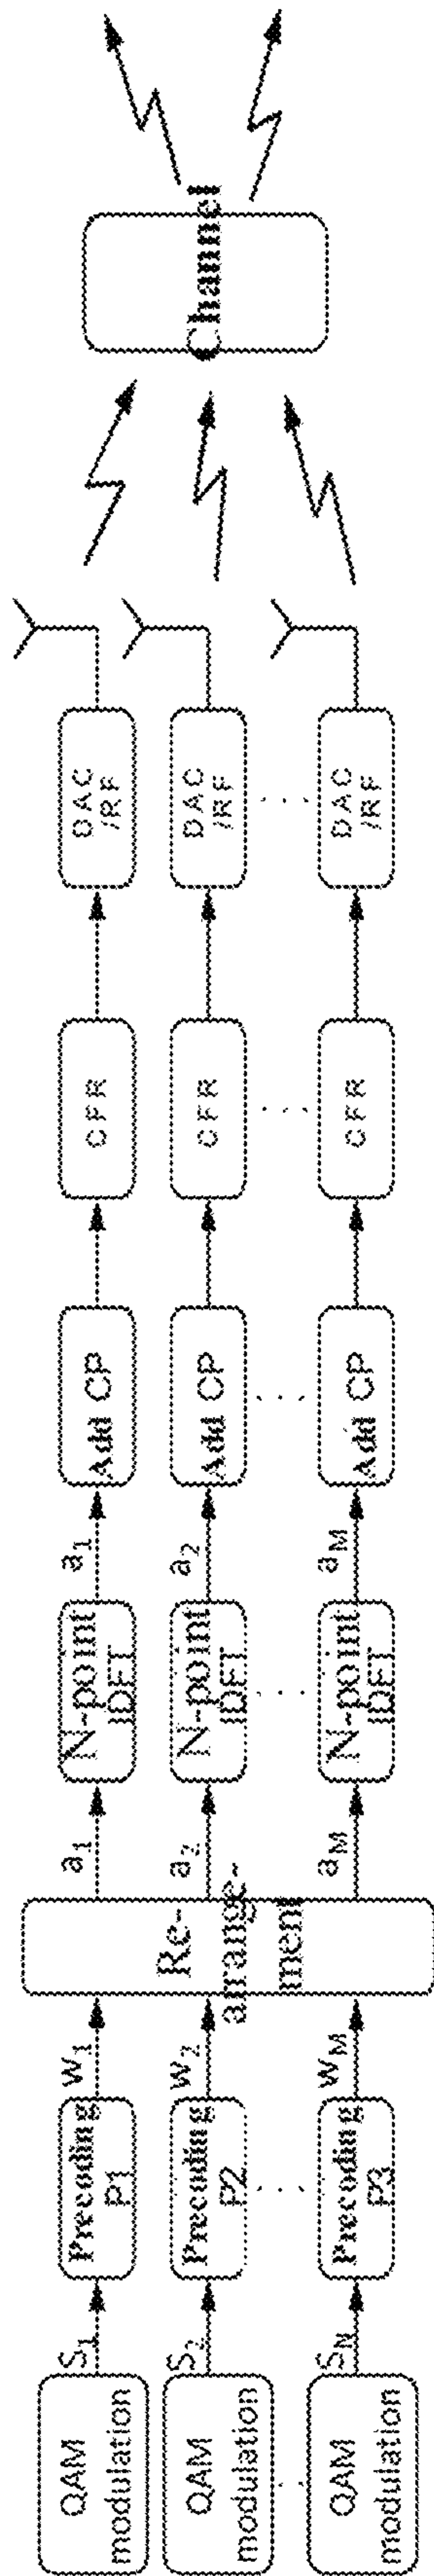 QAM
modulation
S1
Precoding
P1
w1
a1
N-point
IDFT
a1
Add CP
CFR
DAC
/RF
QAM
modulation
S2
Precoding
P2
w2
Re-
arrange-
ment
a2
N-point
IDFT
a2
Add CP
CFR
DAC
/RF
Channel
QAM
modulation
SN
Precoding
P3
wM
aM
N-point
IDFT
aM
Add CP
CFR
DAC
/RF